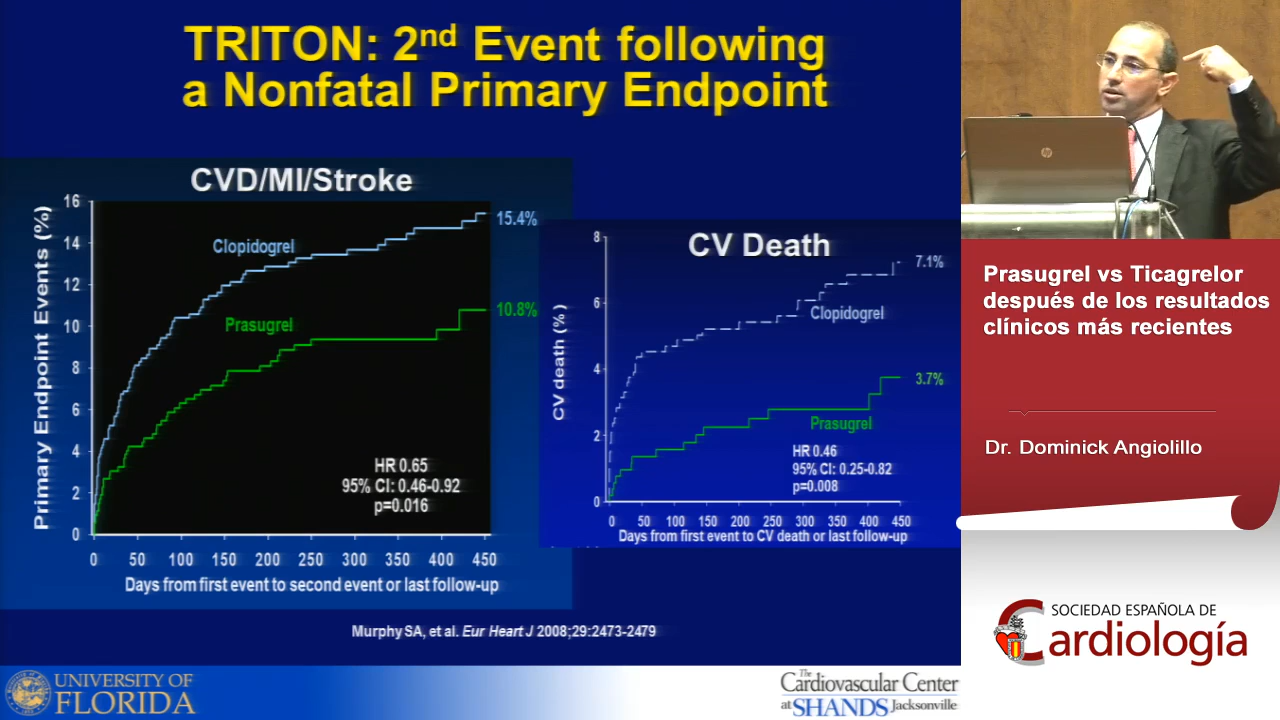 TRITON: 2nd Event following
a Nonfatal Primary Endpoint
CVD/MI/Stroke
Primary Endpoint Events (%)
16
14
12
10
8
6
4
2
0
Clopidogrel
15.4%
Prasugrel
10.8%
HR 0.65
95% CI: 0.46-0.92
p=0.016
0 50 100 150 200 250 300 350 400 450
Days from first event to second event or last follow-up
CV Death
CV death (%)
8
6
4
2
0
7.1%
Clopidogrel
3.7%
Prasugrel
HR 0.46
95% CI: 0.25-0.82
p=0.008
0 50 100 150 200 250 300 350 400 450
Days from first event to CV death or last follow-up
Murphy SA, et al. Eur Heart J 2008;29:2473-2479
UNIVERSITY OF
FLORIDA
The
Cardiovascular Center
at SHANDS Jacksonville
hp
Prasugrel vs Ticagrelor
después de los resultados
clínicos más recientes
Dr. Dominick Angiolillo
SOCIEDAD ESPAÑOLA DE
Cardiología